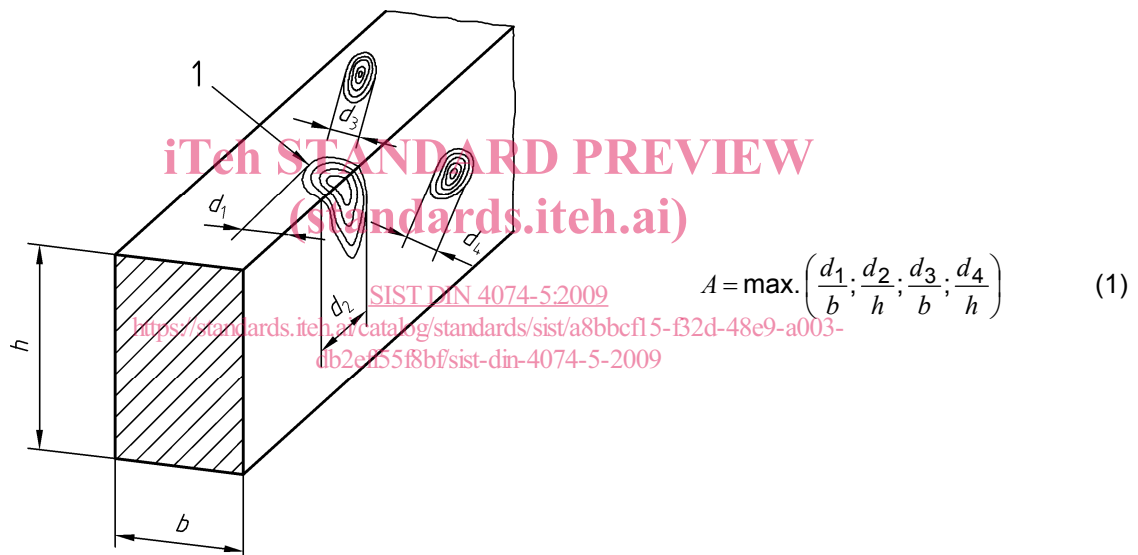 1
d₃
iTeh STANDARD PREVIEW
d₁
(standards.iteh.ai)
d₄
A = max. (d₁/b; d₂/h; d₃/b; d₄/h) (1)
SIST DIN 4074-5:2009
d₂
https://standards.iteh.ai/catalog/standards/sist/a8bbcf15-f32d-48e9-a003-
db2eff55f8bf/sist-din-4074-5-2009
h
b